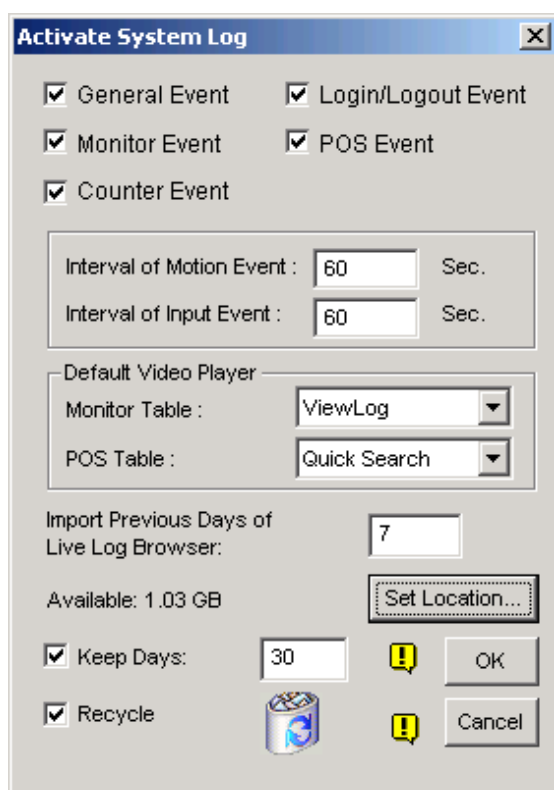 Activate System Log
General Event
Login/Logout Event
Monitor Event
POS Event
Counter Event
Interval of Motion Event : 60 Sec.
Interval of Input Event : 60 Sec.
Default Video Player
Monitor Table : ViewLog
POS Table : Quick Search
Import Previous Days of
Live Log Browser: 7
Available: 1.03 GB
Set Location...
Keep Days: 30
OK
Recycle
Cancel